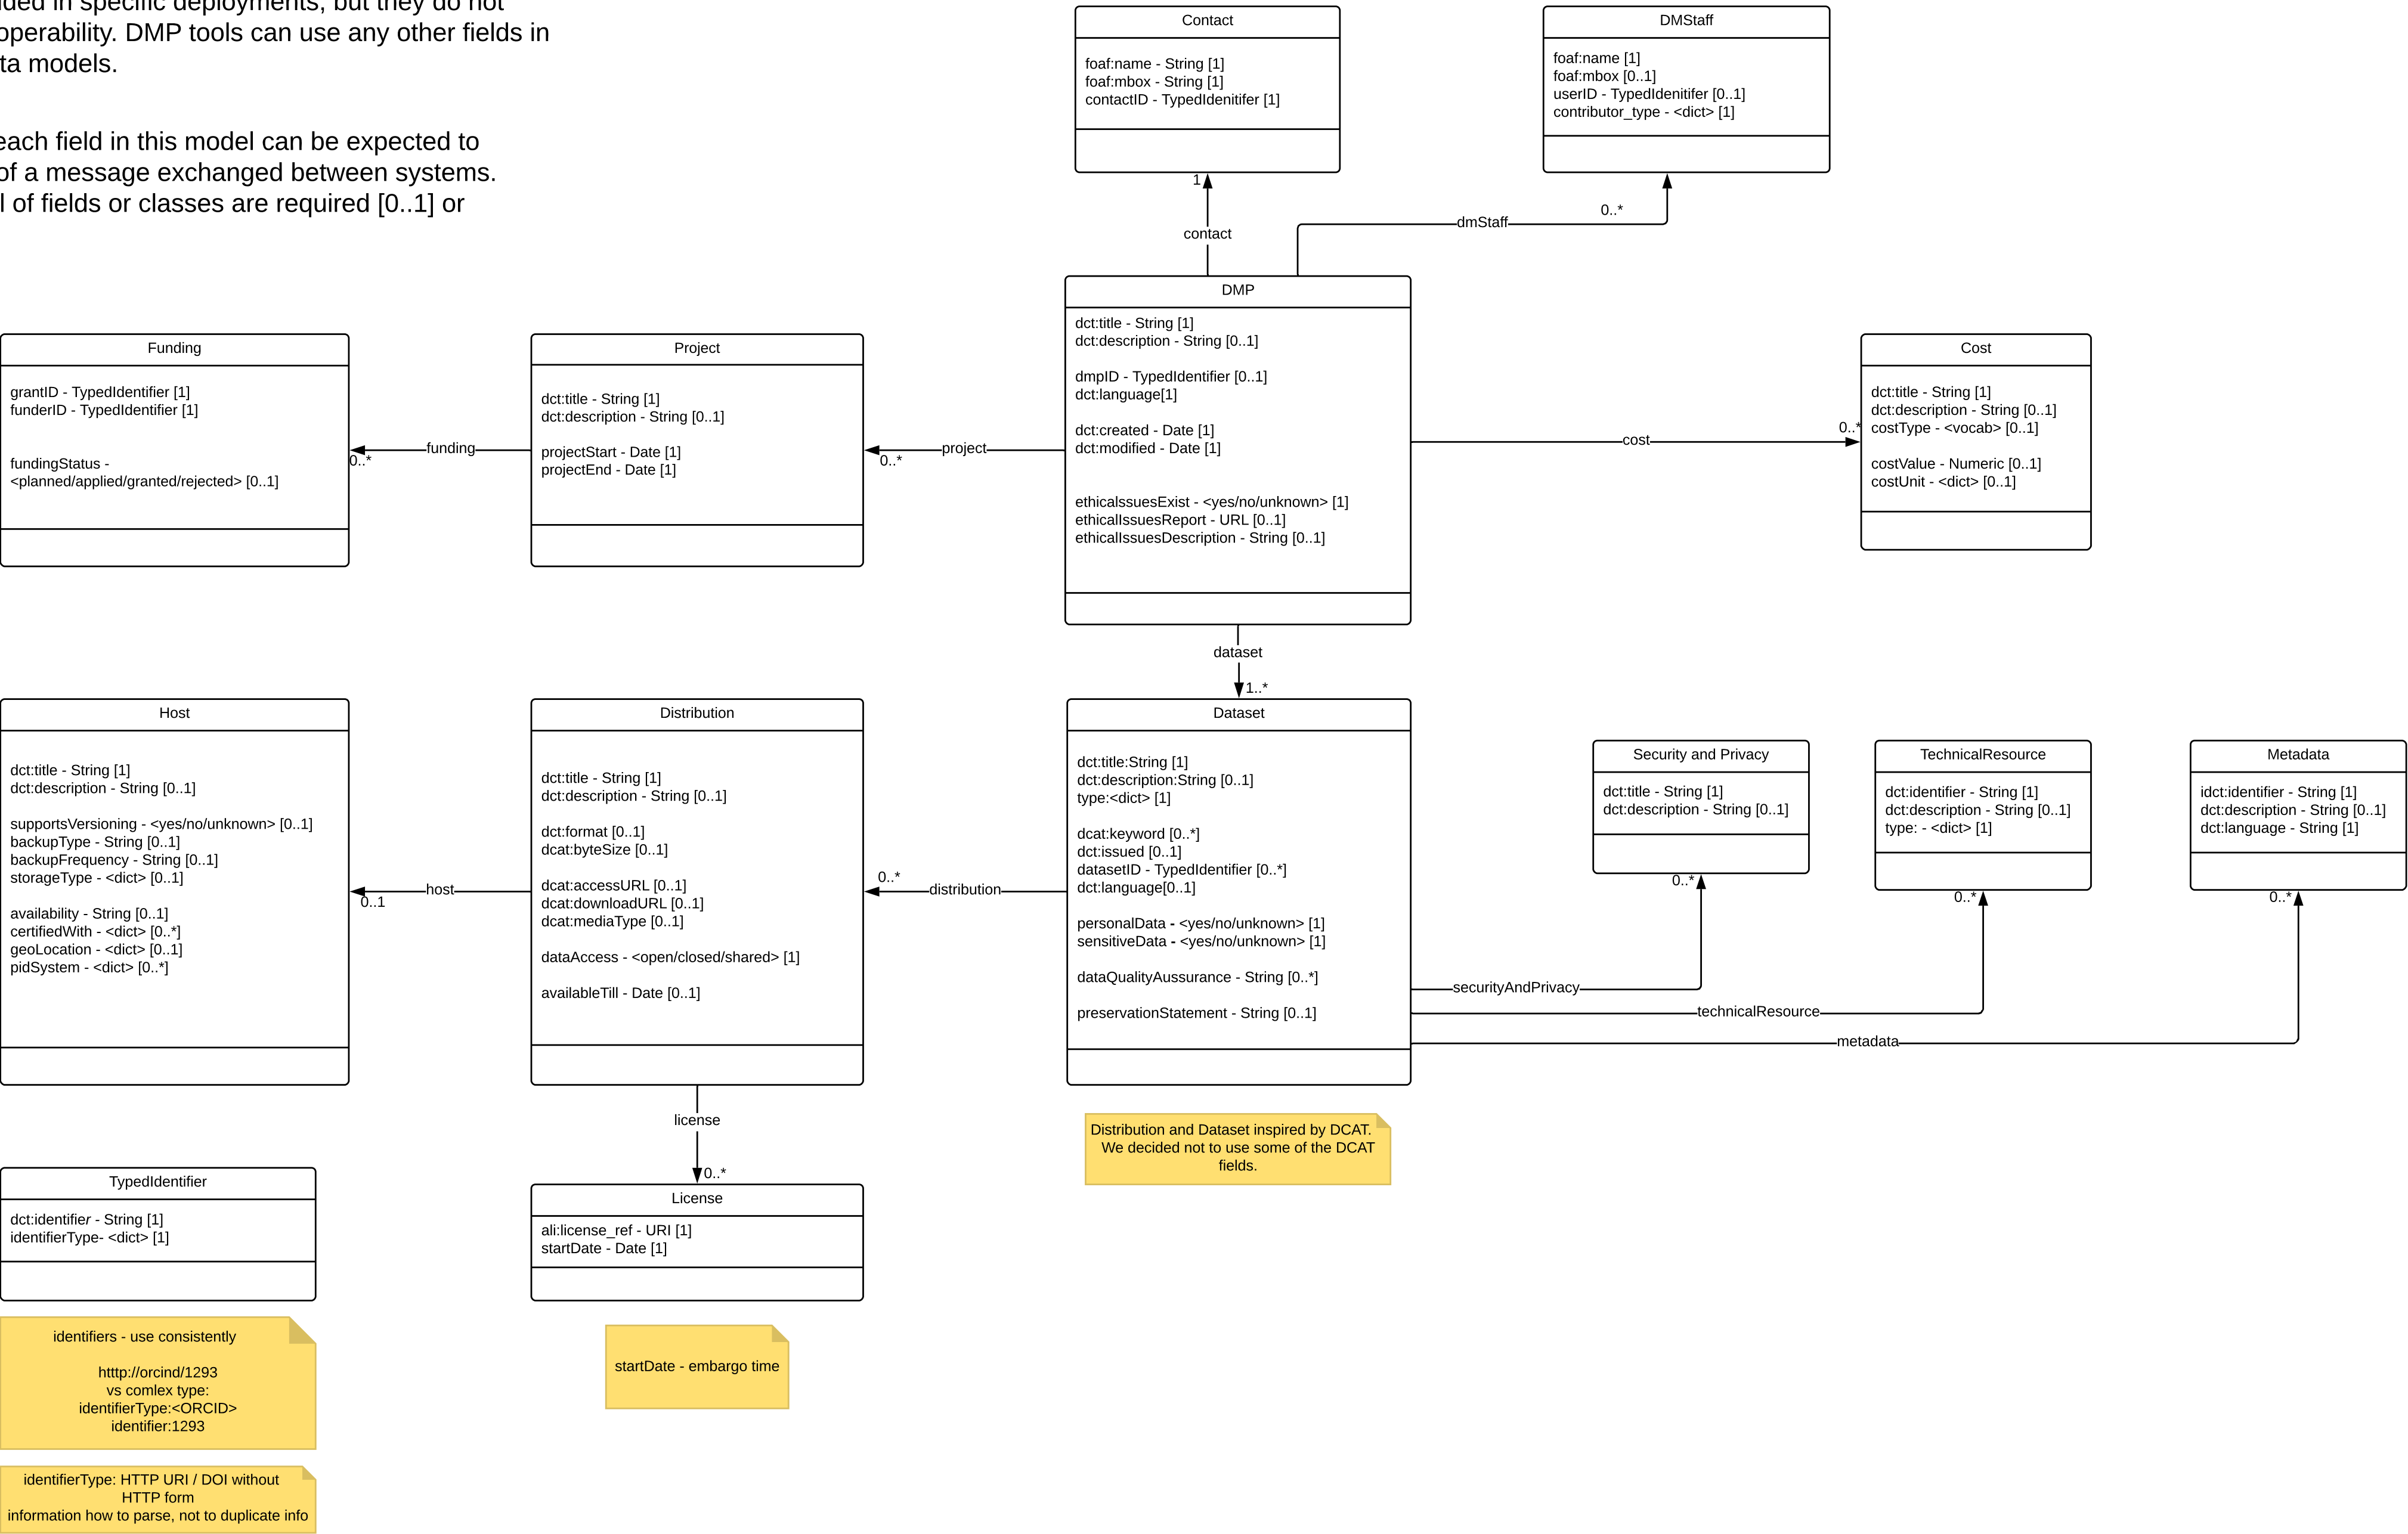 ded in specific deployments, but they do not
operability. DMP tools can use any other fields in
ta models.
each field in this model can be expected to
of a message exchanged between systems.
l of fields or classes are required [0..1] or
Contact
foaf:name - String [1]
foaf:mbox - String [1]
contactID - TypedIdenitifer [1]
DMStaff
foaf:name [1]
foaf:mbox [0..1]
userID - TypedIdenitifer [0..1]
contributor_type - <dict> [1]
1
contact
dmStaff
0..*
DMP
dct:title - String [1]
dct:description - String [0..1]
dmpID - TypedIdentifier [0..1]
dct:language[1]
dct:created - Date [1]
dct:modified - Date [1]
ethicalssuesExist - <yes/no/unknown> [1]
ethicalIssuesReport - URL [0..1]
ethicalIssuesDescription - String [0..1]
Funding
grantID - TypedIdentifier [1]
funderID - TypedIdentifier [1]
fundingStatus -
<planned/applied/granted/rejected> [0..1]
funding
0..*
Project
dct:title - String [1]
dct:description - String [0..1]
projectStart - Date [1]
projectEnd - Date [1]
project
0..*
cost
0..*
Cost
dct:title - String [1]
dct:description - String [0..1]
costType - <vocab> [0..1]
costValue - Numeric [0..1]
costUnit - <dict> [0..1]
dataset
1..*
Host
dct:title - String [1]
dct:description - String [0..1]
supportsVersioning - <yes/no/unknown> [0..1]
backupType - String [0..1]
backupFrequency - String [0..1]
storageType - <dict> [0..1]
availability - String [0..1]
certifiedWith - <dict> [0..*]
geoLocation - <dict> [0..1]
pidSystem - <dict> [0..*]
host
0..1
Distribution
dct:title - String [1]
dct:description - String [0..1]
dct:format [0..1]
dcat:byteSize [0..1]
dcat:accessURL [0..1]
dcat:downloadURL [0..1]
dcat:mediaType [0..1]
dataAccess - <open/closed/shared> [1]
availableTill - Date [0..1]
0..*
distribution
Dataset
dct:title:String [1]
dct:description:String [0..1]
type:<dict> [1]
dcat:keyword [0..*]
dct:issued [0..1]
datasetID - TypedIdentifier [0..*]
dct:language[0..1]
personalData - <yes/no/unknown> [1]
sensitiveData - <yes/no/unknown> [1]
dataQualityAussurance - String [0..*]
preservationStatement - String [0..1]
Security and Privacy
dct:title - String [1]
dct:description - String [0..1]
0..*
TechnicalResource
dct:identifier - String [1]
dct:description - String [0..1]
type: - <dict> [1]
0..*
Metadata
idct:identifier - String [1]
dct:description - String [0..1]
dct:language - String [1]
0..*
securityAndPrivacy
technicalResource
metadata
license
0..*
Distribution and Dataset inspired by DCAT.
We decided not to use some of the DCAT
fields.
TypedIdentifier
dct:identifier - String [1]
identifierType- <dict> [1]
License
ali:license_ref - URI [1]
startDate - Date [1]
identifiers - use consistently
htttp://orcind/1293
vs comlex type:
identifierType:<ORCID>
identifier:1293
startDate - embargo time
identifierType: HTTP URI / DOI without
HTTP form
information how to parse, not to duplicate info